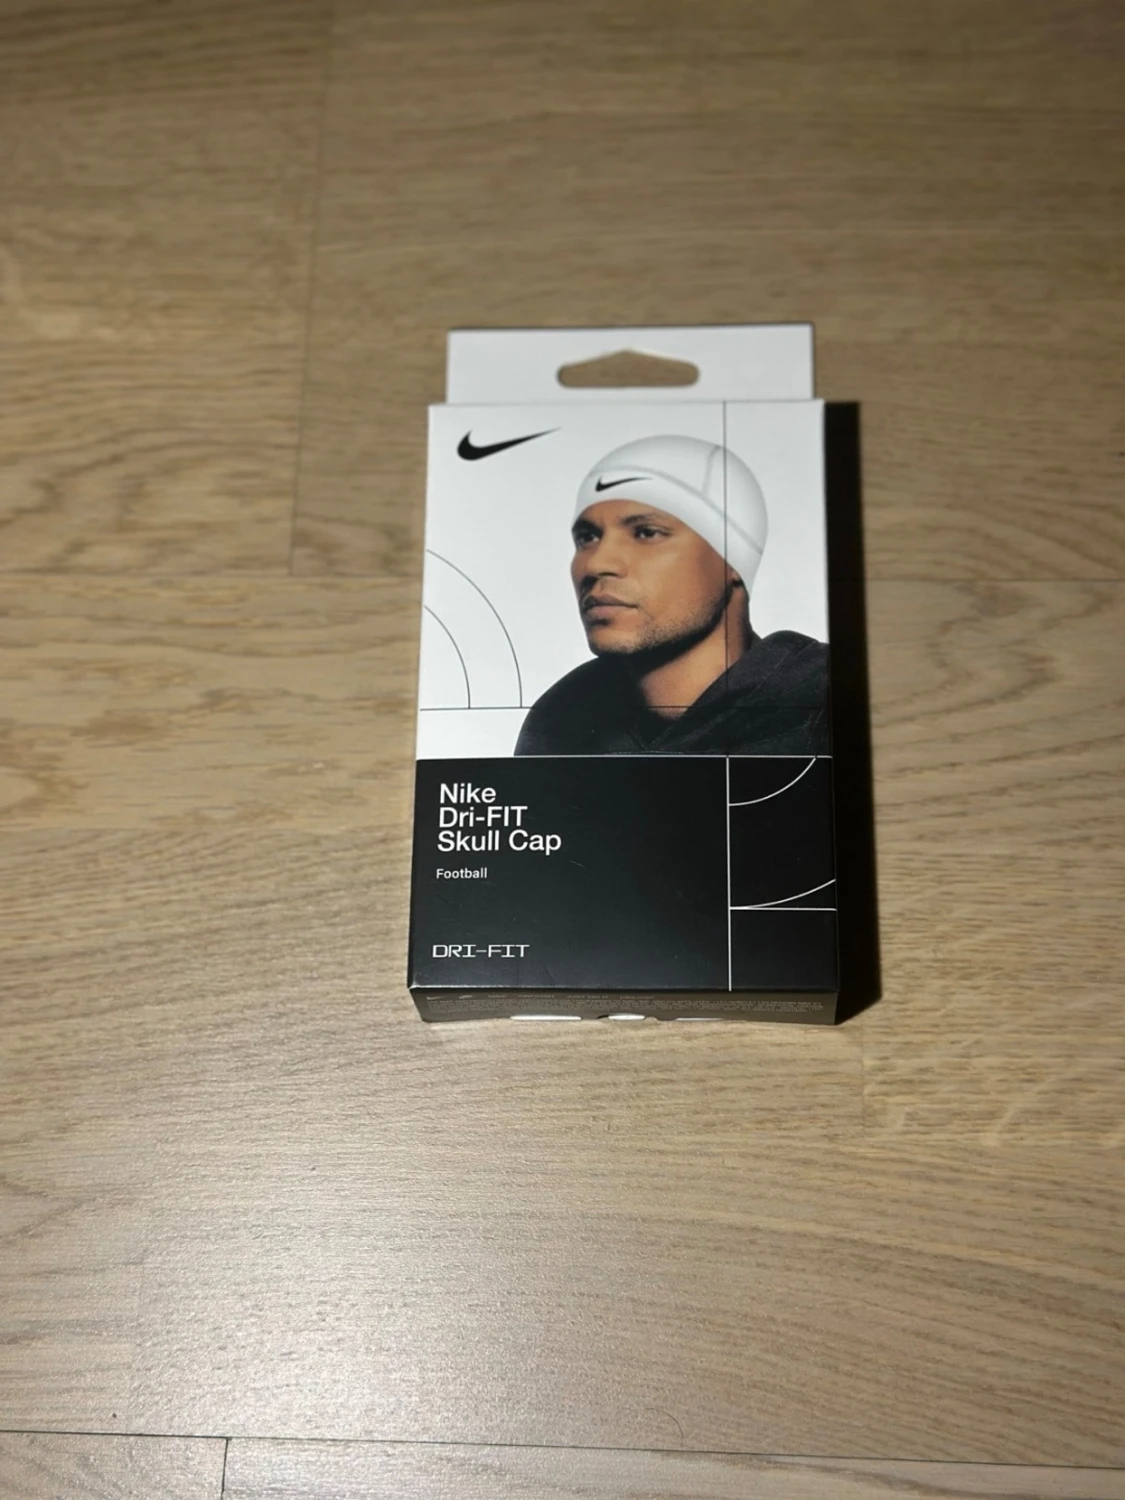 Nike
Dri-FIT
Skull Cap
Football
DRI-FIT